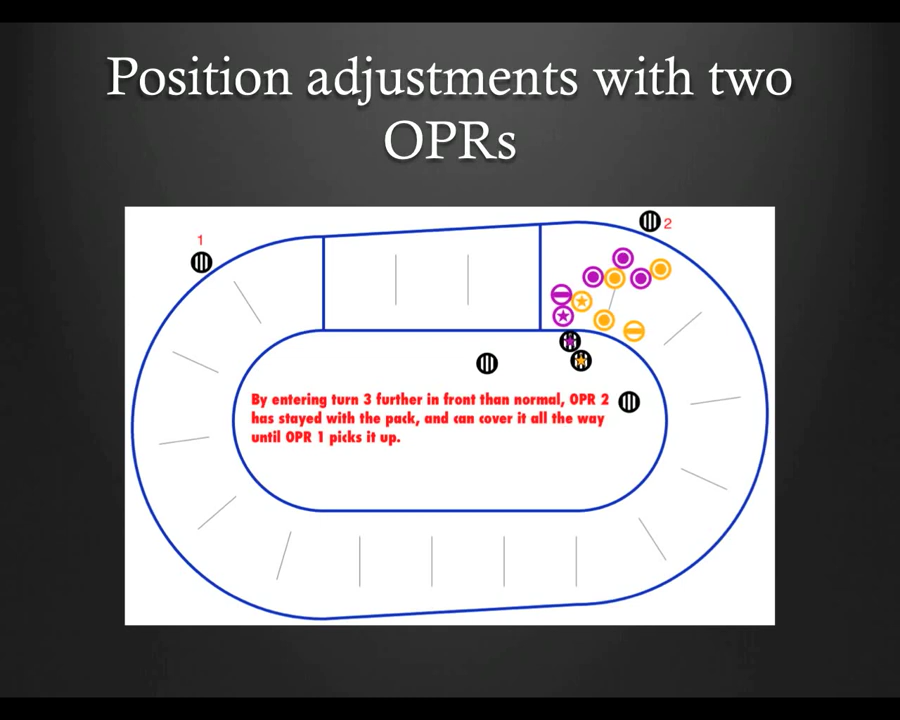 Position adjustments with two
OPRs
1
2
By entering turn 3 further in front than normal, OPR 2
has stayed with the pack, and can cover it all the way
until OPR 1 picks it up.